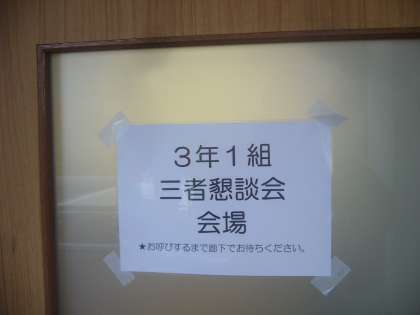 3年1組
三者懇談会
会場
★お呼びするまで廊下でお待ちください。